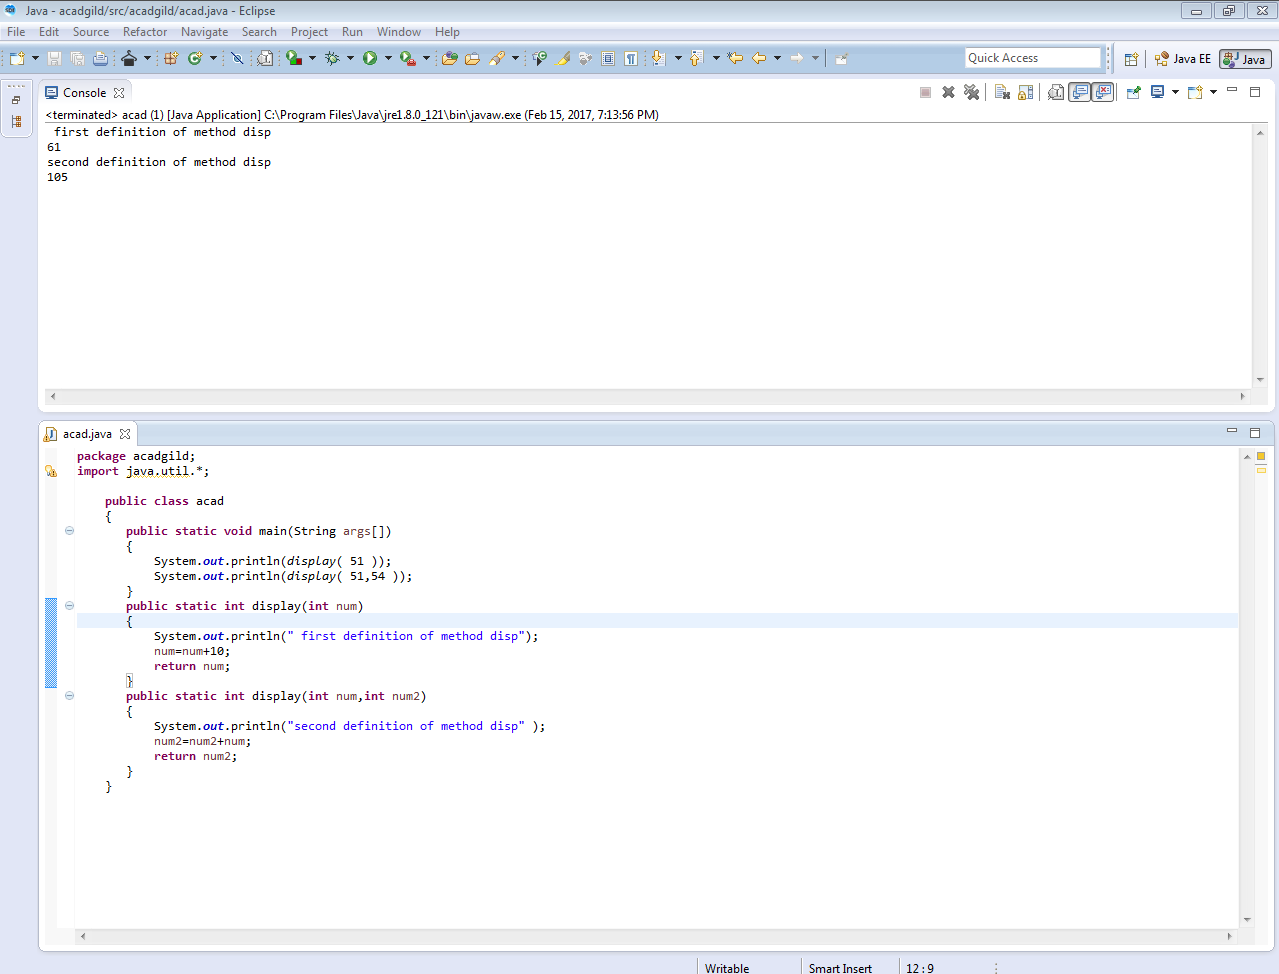 Java - acadgild/src/acadgild/acad.java - Eclipse
File Edit Source Refactor Navigate Search Project Run Window Help
Quick Access Java EE Java
Console
<terminated> acad (1) [Java Application] C:\Program Files\Java\jre1.8.0_121\bin\javaw.exe (Feb 15, 2017, 7:13:56 PM)
first definition of method disp
61
second definition of method disp
105
acad.java
package acadgild;
import java.util.*;
public class acad
{
public static void main(String args[])
{
System.out.println(display( 51 ));
System.out.println(display( 51,54 ));
}
public static int display(int num)
{
System.out.println(" first definition of method disp");
num=num+10;
return num;
}
public static int display(int num,int num2)
{
System.out.println("second definition of method disp" );
num2=num2+num;
return num2;
}
}
Writable Smart Insert 12 : 9